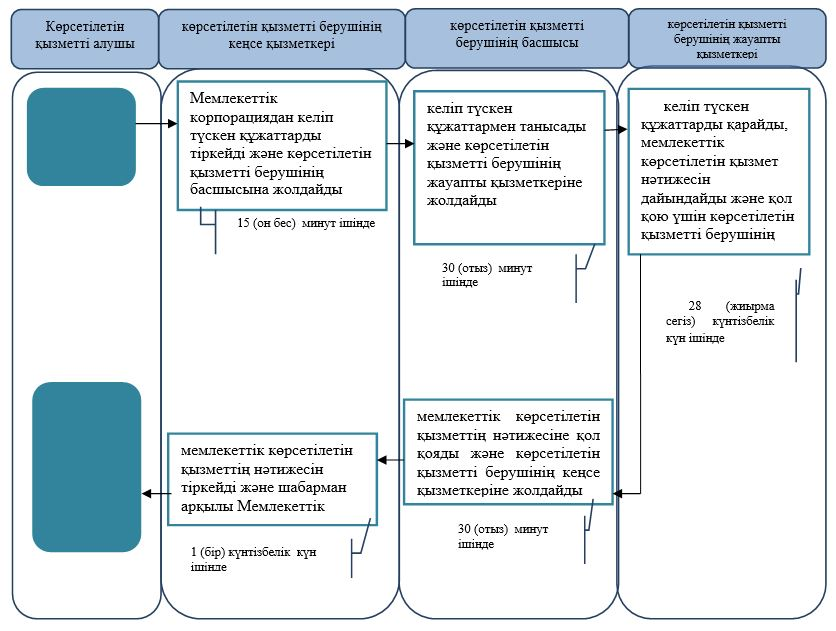 Көрсетілетін
қызметті алушы
көрсетілетін қызметті берушінің
кеңсе қызметкері
көрсетілетін қызметті
берушінің басшысы
көрсетілетін қызметті
берушінің жауапты
қызметкері
Мемлекеттік
корпорациядан келіп
түскен құжаттарды
тіркейді және көрсетілетін
қызметті берушінің
басшысына жолдайды
15 (он бес) минут ішінде
келіп түскен
құжаттармен танысады
және көрсетілетін
қызметті берушінің
жауапты қызметкеріне
жолдайды
30 (отыз) минут
ішінде
келіп түскен
құжаттарды қарайды,
мемлекеттік
көрсетілетін қызмет
нәтижесін
дайындайды және қол
қою үшін көрсетілетін
қызметті берушінің
28 (жиырма
сегіз) күнтізбелік
күн ішінде
мемлекеттік көрсетілетін
қызметтің нәтижесіне қол
қояды және көрсетілетін
қызметті берушінің кеңсе
қызметкеріне жолдайды
30 (отыз) минут
ішінде
мемлекеттік көрсетілетін
қызметтің нәтижесін
тіркейді және шабарман
арқылы Мемлекеттік
1 (бір) күнтізбелік күн
ішінде